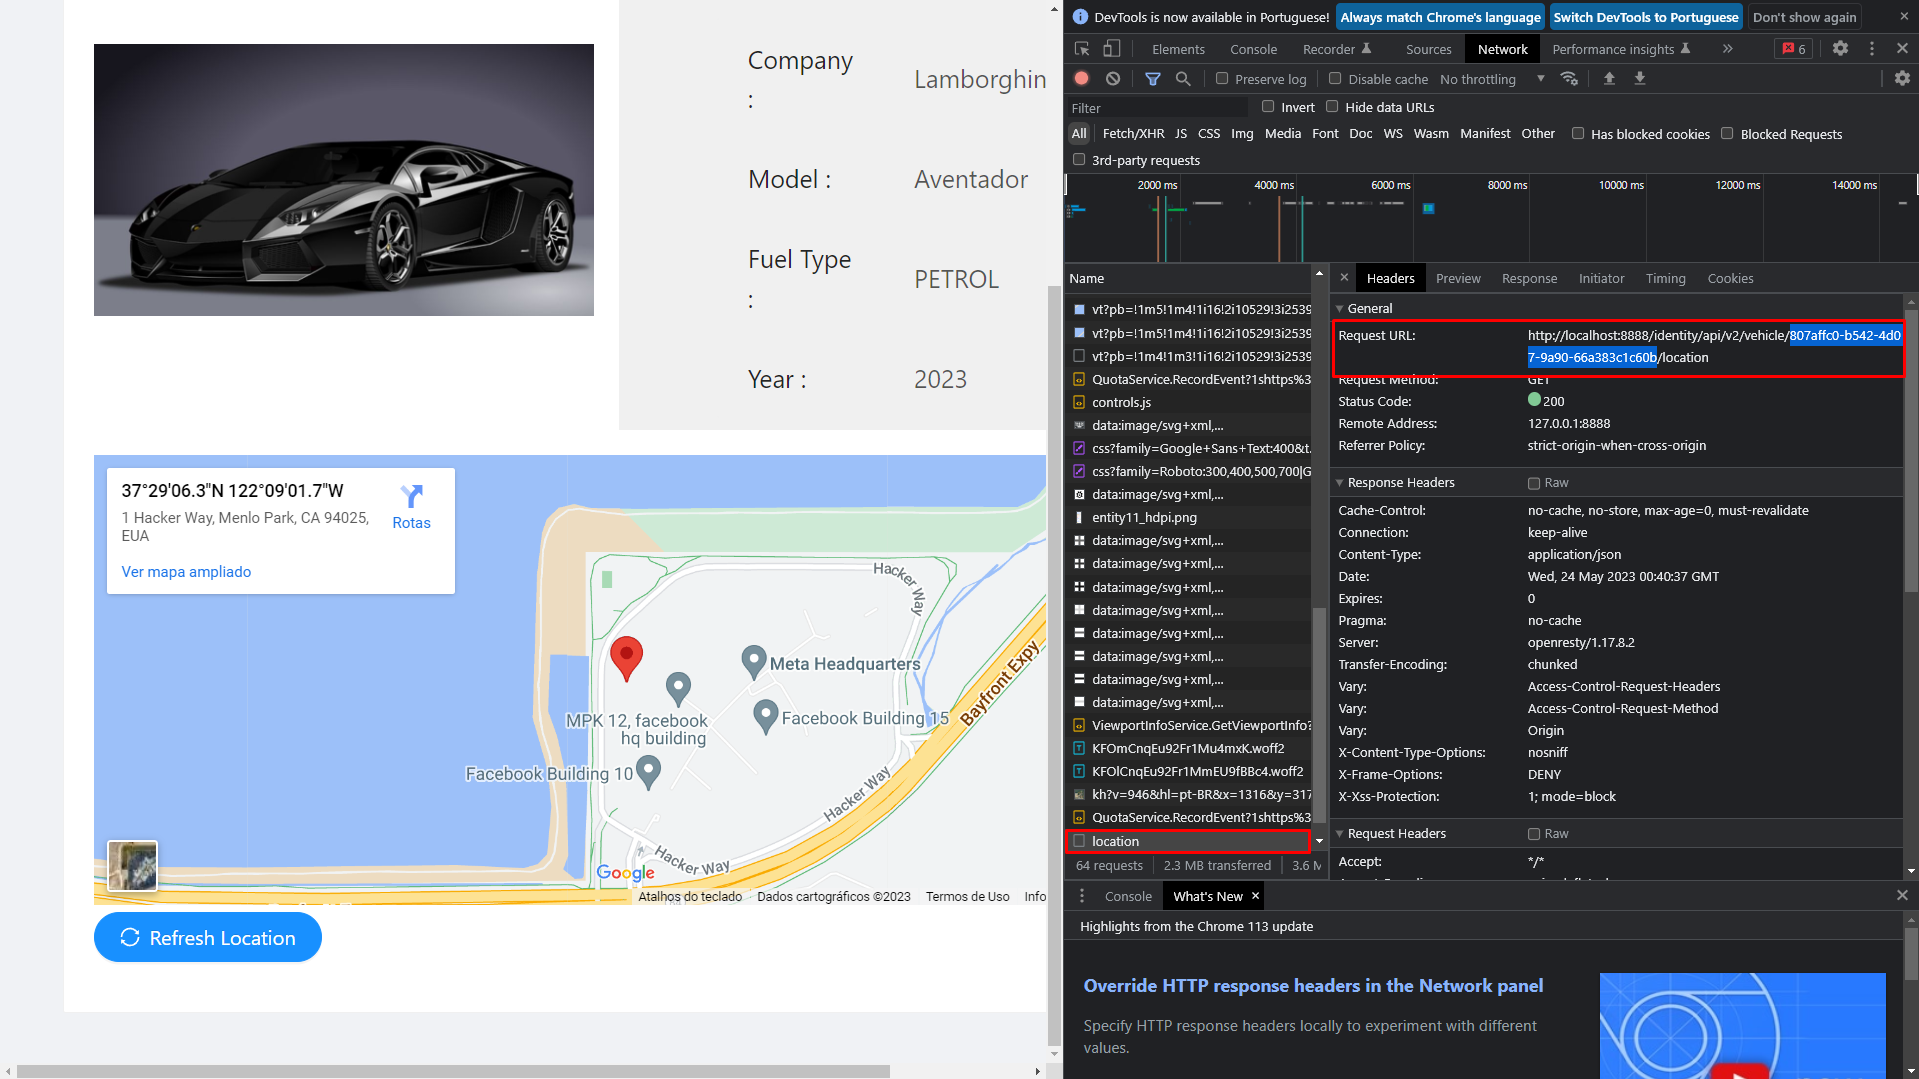 Company
:
Lamborghin
Model :
Aventador
Fuel Type
:
PETROL
Year :
2023
37°29'06.3"N 122°09'01.7"W
1 Hacker Way, Menlo Park, CA 94025,
EUA
Rotas
Ver mapa ampliado
Hacker Way
Meta Headquarters
Bayfront Expy
MPK 12, facebook
hq building
Facebook Building 15
Facebook Building 10
Hacker Way
Hacker Way
Google
Atalhos do teclado
Dados cartográficos ©2023
Termos de Uso
Info
Refresh Location
DevTools is now available in Portuguese!
Always match Chrome's language
Switch DevTools to Portuguese
Don't show again
Elements
Console
Recorder
Sources
Network
Performance insights
6
Preserve log
Disable cache
No throttling
Filter
Invert
Hide data URLs
All
Fetch/XHR
JS
CSS
Img
Media
Font
Doc
WS
Wasm
Manifest
Other
Has blocked cookies
Blocked Requests
3rd-party requests
2000 ms
4000 ms
6000 ms
8000 ms
10000 ms
12000 ms
14000 ms
Name
vt?pb=!1m5!1m4!1i16!2i10529!3i2539
vt?pb=!1m5!1m4!1i16!2i10529!3i2539
vt?pb=!1m4!1m3!1i16!2i10529!3i2539
QuotaService.RecordEvent?1shttps%3
controls.js
data:image/svg+xml,...
css?family=Google+Sans+Text:400&t.
css?family=Roboto:300,400,500,700|G
data:image/svg+xml,...
entity11_hdpi.png
data:image/svg+xml,...
data:image/svg+xml,...
data:image/svg+xml,...
data:image/svg+xml,...
data:image/svg+xml,...
data:image/svg+xml,...
data:image/svg+xml,...
data:image/svg+xml,...
ViewportInfoService.GetViewportInfo?
KFOmCnqEu92Fr1Mu4mxK.woff2
KFOlCnqEu92Fr1MmEU9fBBc4.woff2
kh?v=946&hl=pt-BR&x=1316&y=317
QuotaService.RecordEvent?1shttps%3
location
64 requests
2.3 MB transferred
3.6 M
Headers
Preview
Response
Initiator
Timing
Cookies
General
Request URL:
http://localhost:8888/identity/api/v2/vehicle/807affc0-b542-4d0
7-9a90-66a383c1c60b/location
Request Method:
GET
Status Code:
200
Remote Address:
127.0.0.1:8888
Referrer Policy:
strict-origin-when-cross-origin
Response Headers
Raw
Cache-Control:
no-cache, no-store, max-age=0, must-revalidate
Connection:
keep-alive
Content-Type:
application/json
Date:
Wed, 24 May 2023 00:40:37 GMT
Expires:
0
Pragma:
no-cache
Server:
openresty/1.17.8.2
Transfer-Encoding:
chunked
Vary:
Access-Control-Request-Headers
Vary:
Access-Control-Request-Method
Vary:
Origin
X-Content-Type-Options:
nosniff
X-Frame-Options:
DENY
X-Xss-Protection:
1; mode=block
Request Headers
Raw
Accept:
*/*
Console
What's New
Highlights from the Chrome 113 update
Override HTTP response headers in the Network panel
Specify HTTP response headers locally to experiment with different
values.